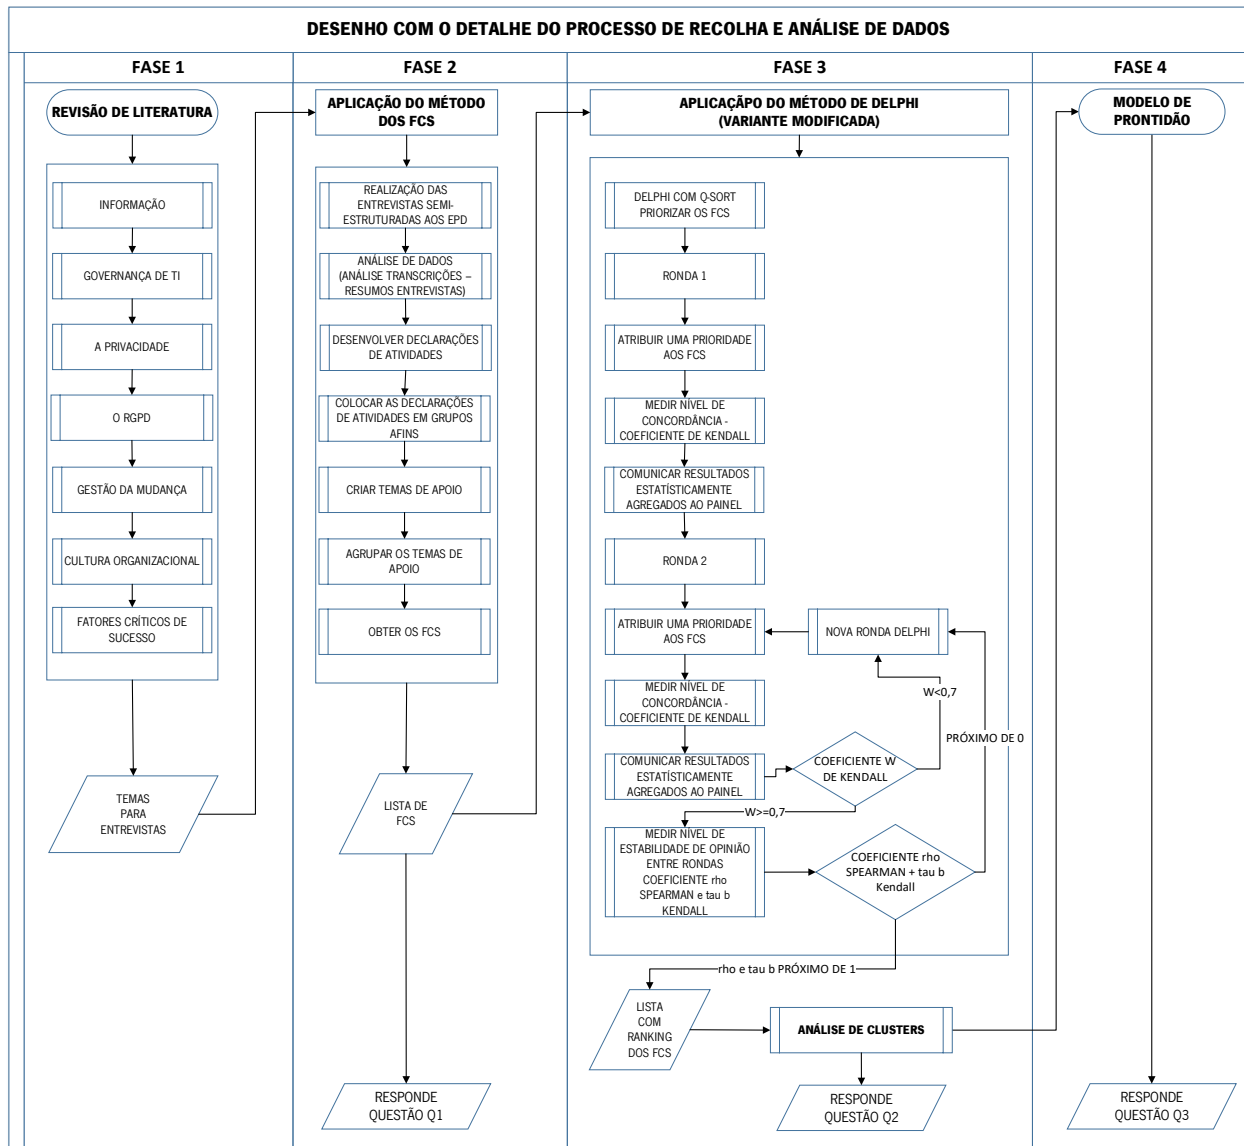 DESENHO COM O DETALHE DO PROCESSO DE RECOLHA E ANÁLISE DE DADOS
FASE 1
REVISÃO DE LITERATURA
INFORMAÇÃO
GOVERNANÇA DE TI
A PRIVACIDADE
O RGPD
GESTÃO DA MUDANÇA
CULTURA ORGANIZACIONAL
FATORES CRÍTICOS DE
SUCESSO
TEMAS
PARA
ENTREVISTAS
FASE 2
APLICAÇÃO DO MÉTODO
DOS FCS
REALIZAÇÃO DAS
ENTREVISTAS SEMI-
ESTRUTURADAS AOS EPD
ANÁLISE DE DADOS
(ANÁLISE TRANSCRIÇÕES –
RESUMOS ENTREVISTAS)
DESENVOLVER DECLARAÇÕES
DE ATIVIDADES
COLOCAR AS DECLARAÇÕES
DE ATIVIDADES EM GRUPOS
AFINS
CRIAR TEMAS DE APOIO
AGRUPAR OS TEMAS DE
APOIO
OBTER OS FCS
LISTA DE
FCS
RESPONDE
QUESTÃO Q1
FASE 3
APLICAÇÃPO DO MÉTODO DE DELPHI
(VARIANTE MODIFICADA)
DELPHI COM Q-SORT
PRIORIZAR OS FCS
RONDA 1
ATRIBUIR UMA PRIORIDADE
AOS FCS
MEDIR NÍVEL DE
CONCORDÂNCIA -
COEFICIENTE DE KENDALL
COMUNICAR RESULTADOS
ESTATÍSTICAMENTE
AGREGADOS AO PAINEL
RONDA 2
ATRIBUIR UMA PRIORIDADE
AOS FCS
NOVA RONDA DELPHI
MEDIR NÍVEL DE
CONCORDÂNCIA -
COEFICIENTE DE KENDALL
W<0,7
PRÓXIMO DE 0
COMUNICAR RESULTADOS
ESTATÍSTICAMENTE
AGREGADOS AO PAINEL
COEFICIENTE W
DE KENDALL
W>=0,7
MEDIR NÍVEL DE
ESTABILIDADE DE OPINIÃO
ENTRE RONDAS
COEFICIENTE rho
SPEARMAN e tau b
KENDALL
COEFICIENTE rho
SPEARMAN + tau b
Kendall
rho e tau b PRÓXIMO DE 1
LISTA
COM
RANKING
DOS FCS
ANÁLISE DE CLUSTERS
RESPONDE
QUESTÃO Q2
FASE 4
MODELO DE
PRONTIDÃO
RESPONDE
QUESTÃO Q3